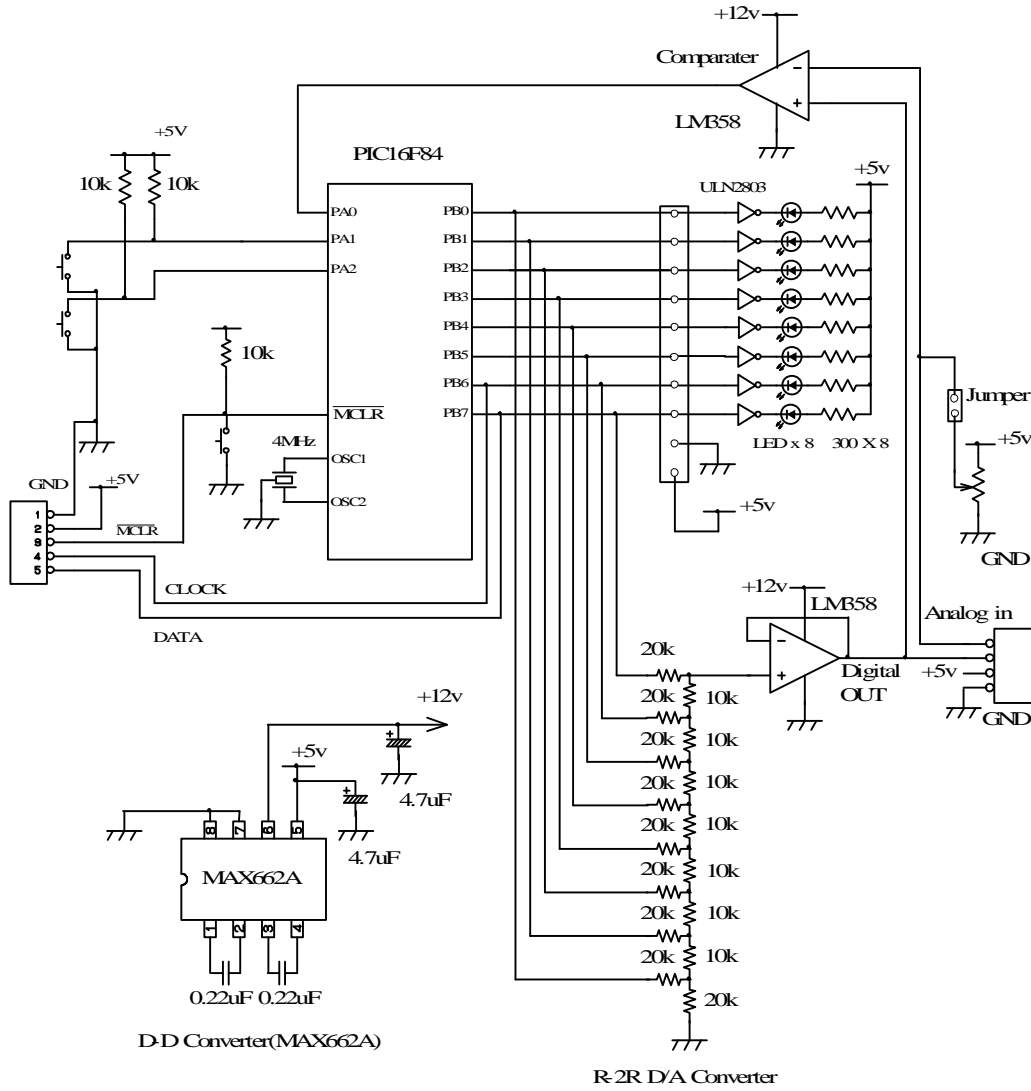 +12v
Comparater
LM358
+5V
10k 10k
PIC16F84
ULN2803
+5v
PA0
PA1
PA2
MCLR
OSC1
OSC2
PB0
PB1
PB2
PB3
PB4
PB5
PB6
PB7
10k
4MHz
LED x 8 300 X 8
Jumper
+5v
GND
GND
+5V
MCLR
1
2
3
4
5
CLOCK
DATA
+5v
+12v
LM358
Analog in
Digital
OUT
+5v
GND
20k
20k 10k
20k 10k
20k 10k
20k 10k
20k 10k
20k 10k
20k 10k
20k
+12v
+5v
4.7uF
4.7uF
8 7 6 5
MAX662A
1 2 3 4
0.22uF 0.22uF
D-D Converter(MAX662A)
R-2R D/A Converter